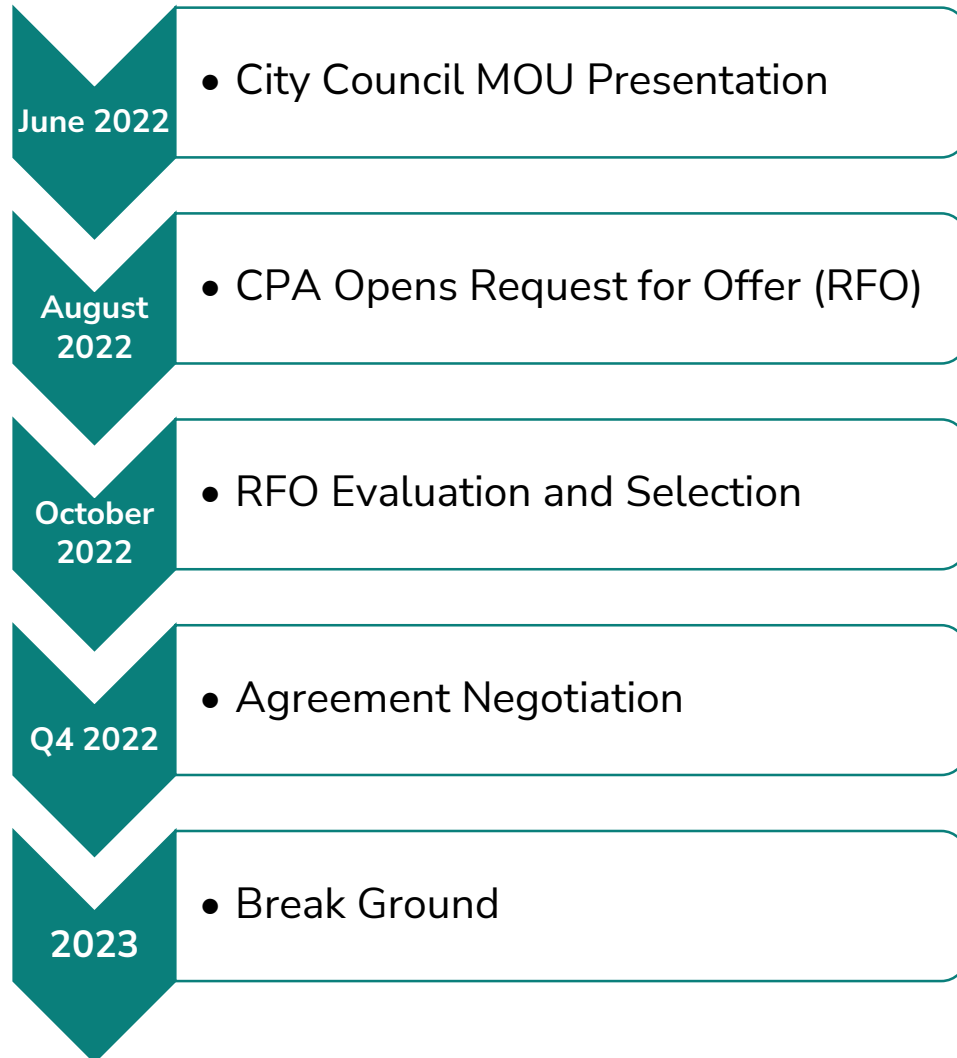 June 2022
• City Council MOU Presentation
August
2022
• CPA Opens Request for Offer (RFO)
October
2022
• RFO Evaluation and Selection
Q4 2022
• Agreement Negotiation
2023
• Break Ground